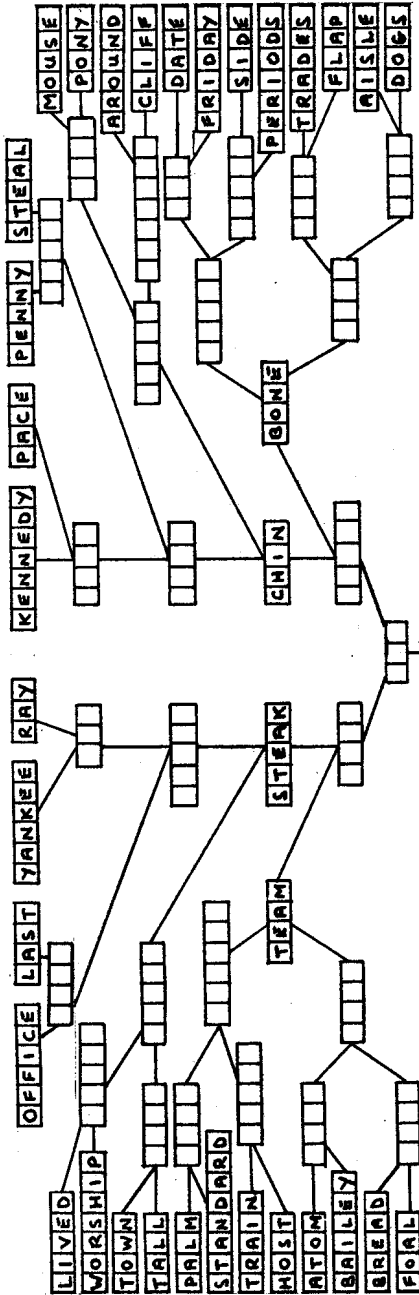 OFFICE LAST YANKEE RAY KENNEDY PACE PENNY STEAL
LIVED MOUSE
WORSHIP PONY
TOWN AROUND
TALL CLIFF
PALM DATE
STANDARD FRIDAY
TRAIN SIDE
HOST TEAM STEAK CHIN BONE PERIODS
ATOM TRADES
BAILEY FLAP
BREAD AISLE
FOAL DOGS